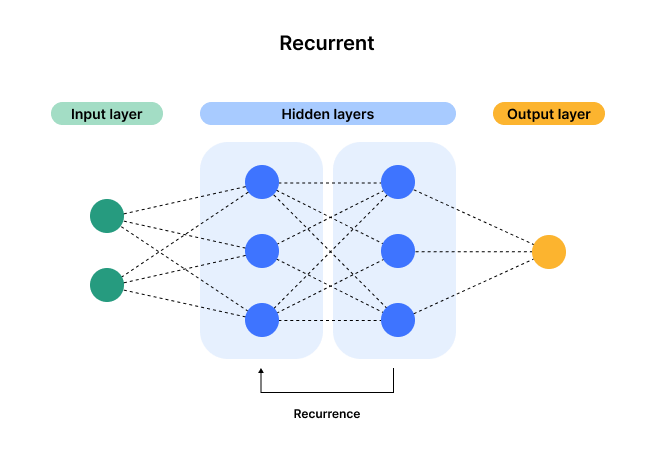 Recurrent
Input layer
Hidden layers
Output layer
Recurrence